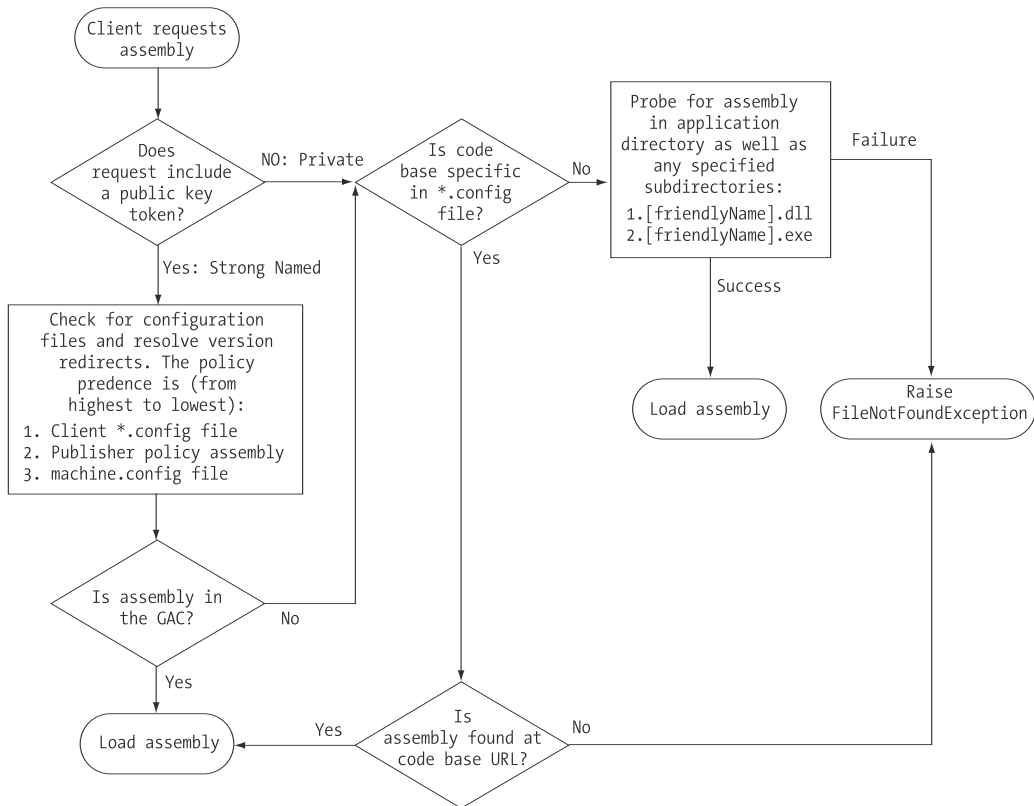 Client requests
assembly
Does
request include
a public key
token?
NO: Private
Yes: Strong Named
Check for configuration
files and resolve version
redirects. The policy
predence is (from
highest to lowest):
1. Client *.config file
2. Publisher policy assembly
3. machine.config file
Is assembly in
the GAC?
No
Yes
Load assembly
Is code
base specific
in *.config
file?
No
Yes
Probe for assembly
in application
directory as well as
any specified
subdirectories:
1.[friendlyName].dll
2.[friendlyName].exe
Failure
Success
Load assembly
Raise
FileNotFoundException
Is
assembly found at
code base URL?
Yes
No